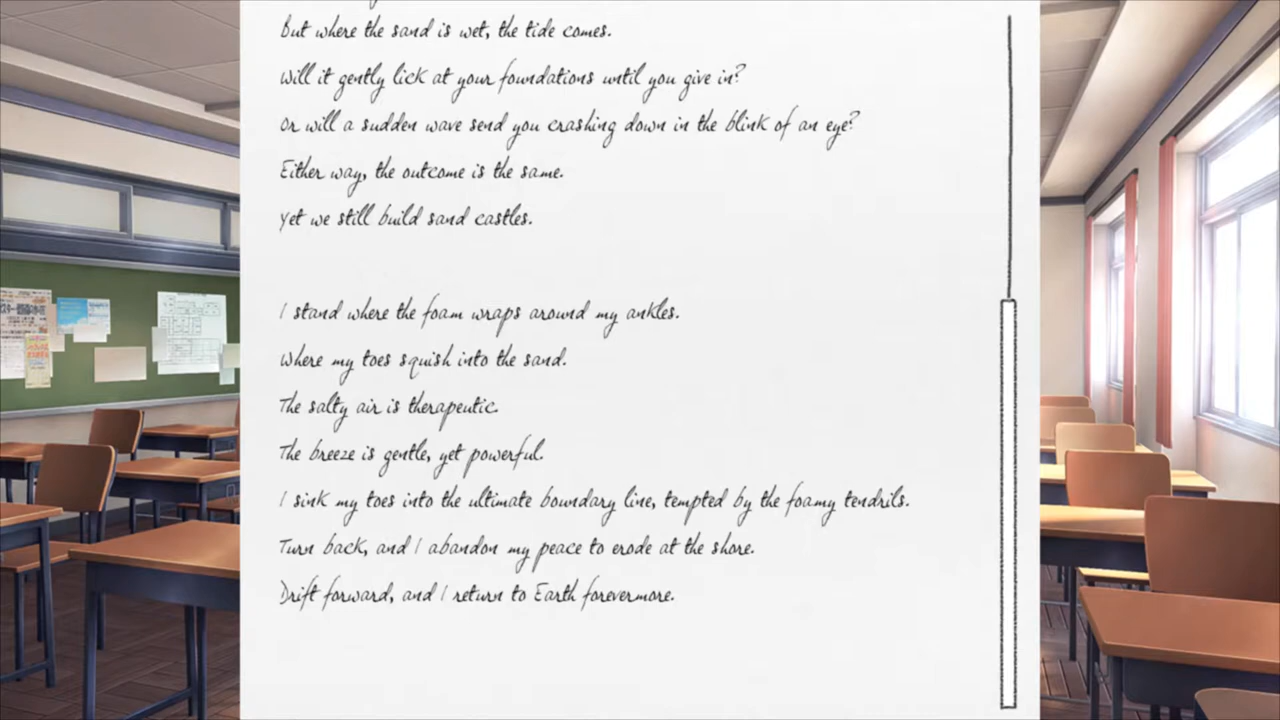 But where the sand is wet, the tide comes.
Will it gently lick at your foundations until you give in?
Or will a sudden wave send you crashing down in the blink of an eye?
Either way, the outcome is the same.
Yet we still build sand castles.
I stand where the foam wraps around my ankles.
Where my toes squish into the sand.
The salty air is therapeutic.
The breeze is gentle, yet powerful.
I sink my toes into the ultimate boundary line, tempted by the foamy tendrils.
Turn back, and I abandon my peace to erode at the shore.
Drift forward, and I return to Earth forevermore.